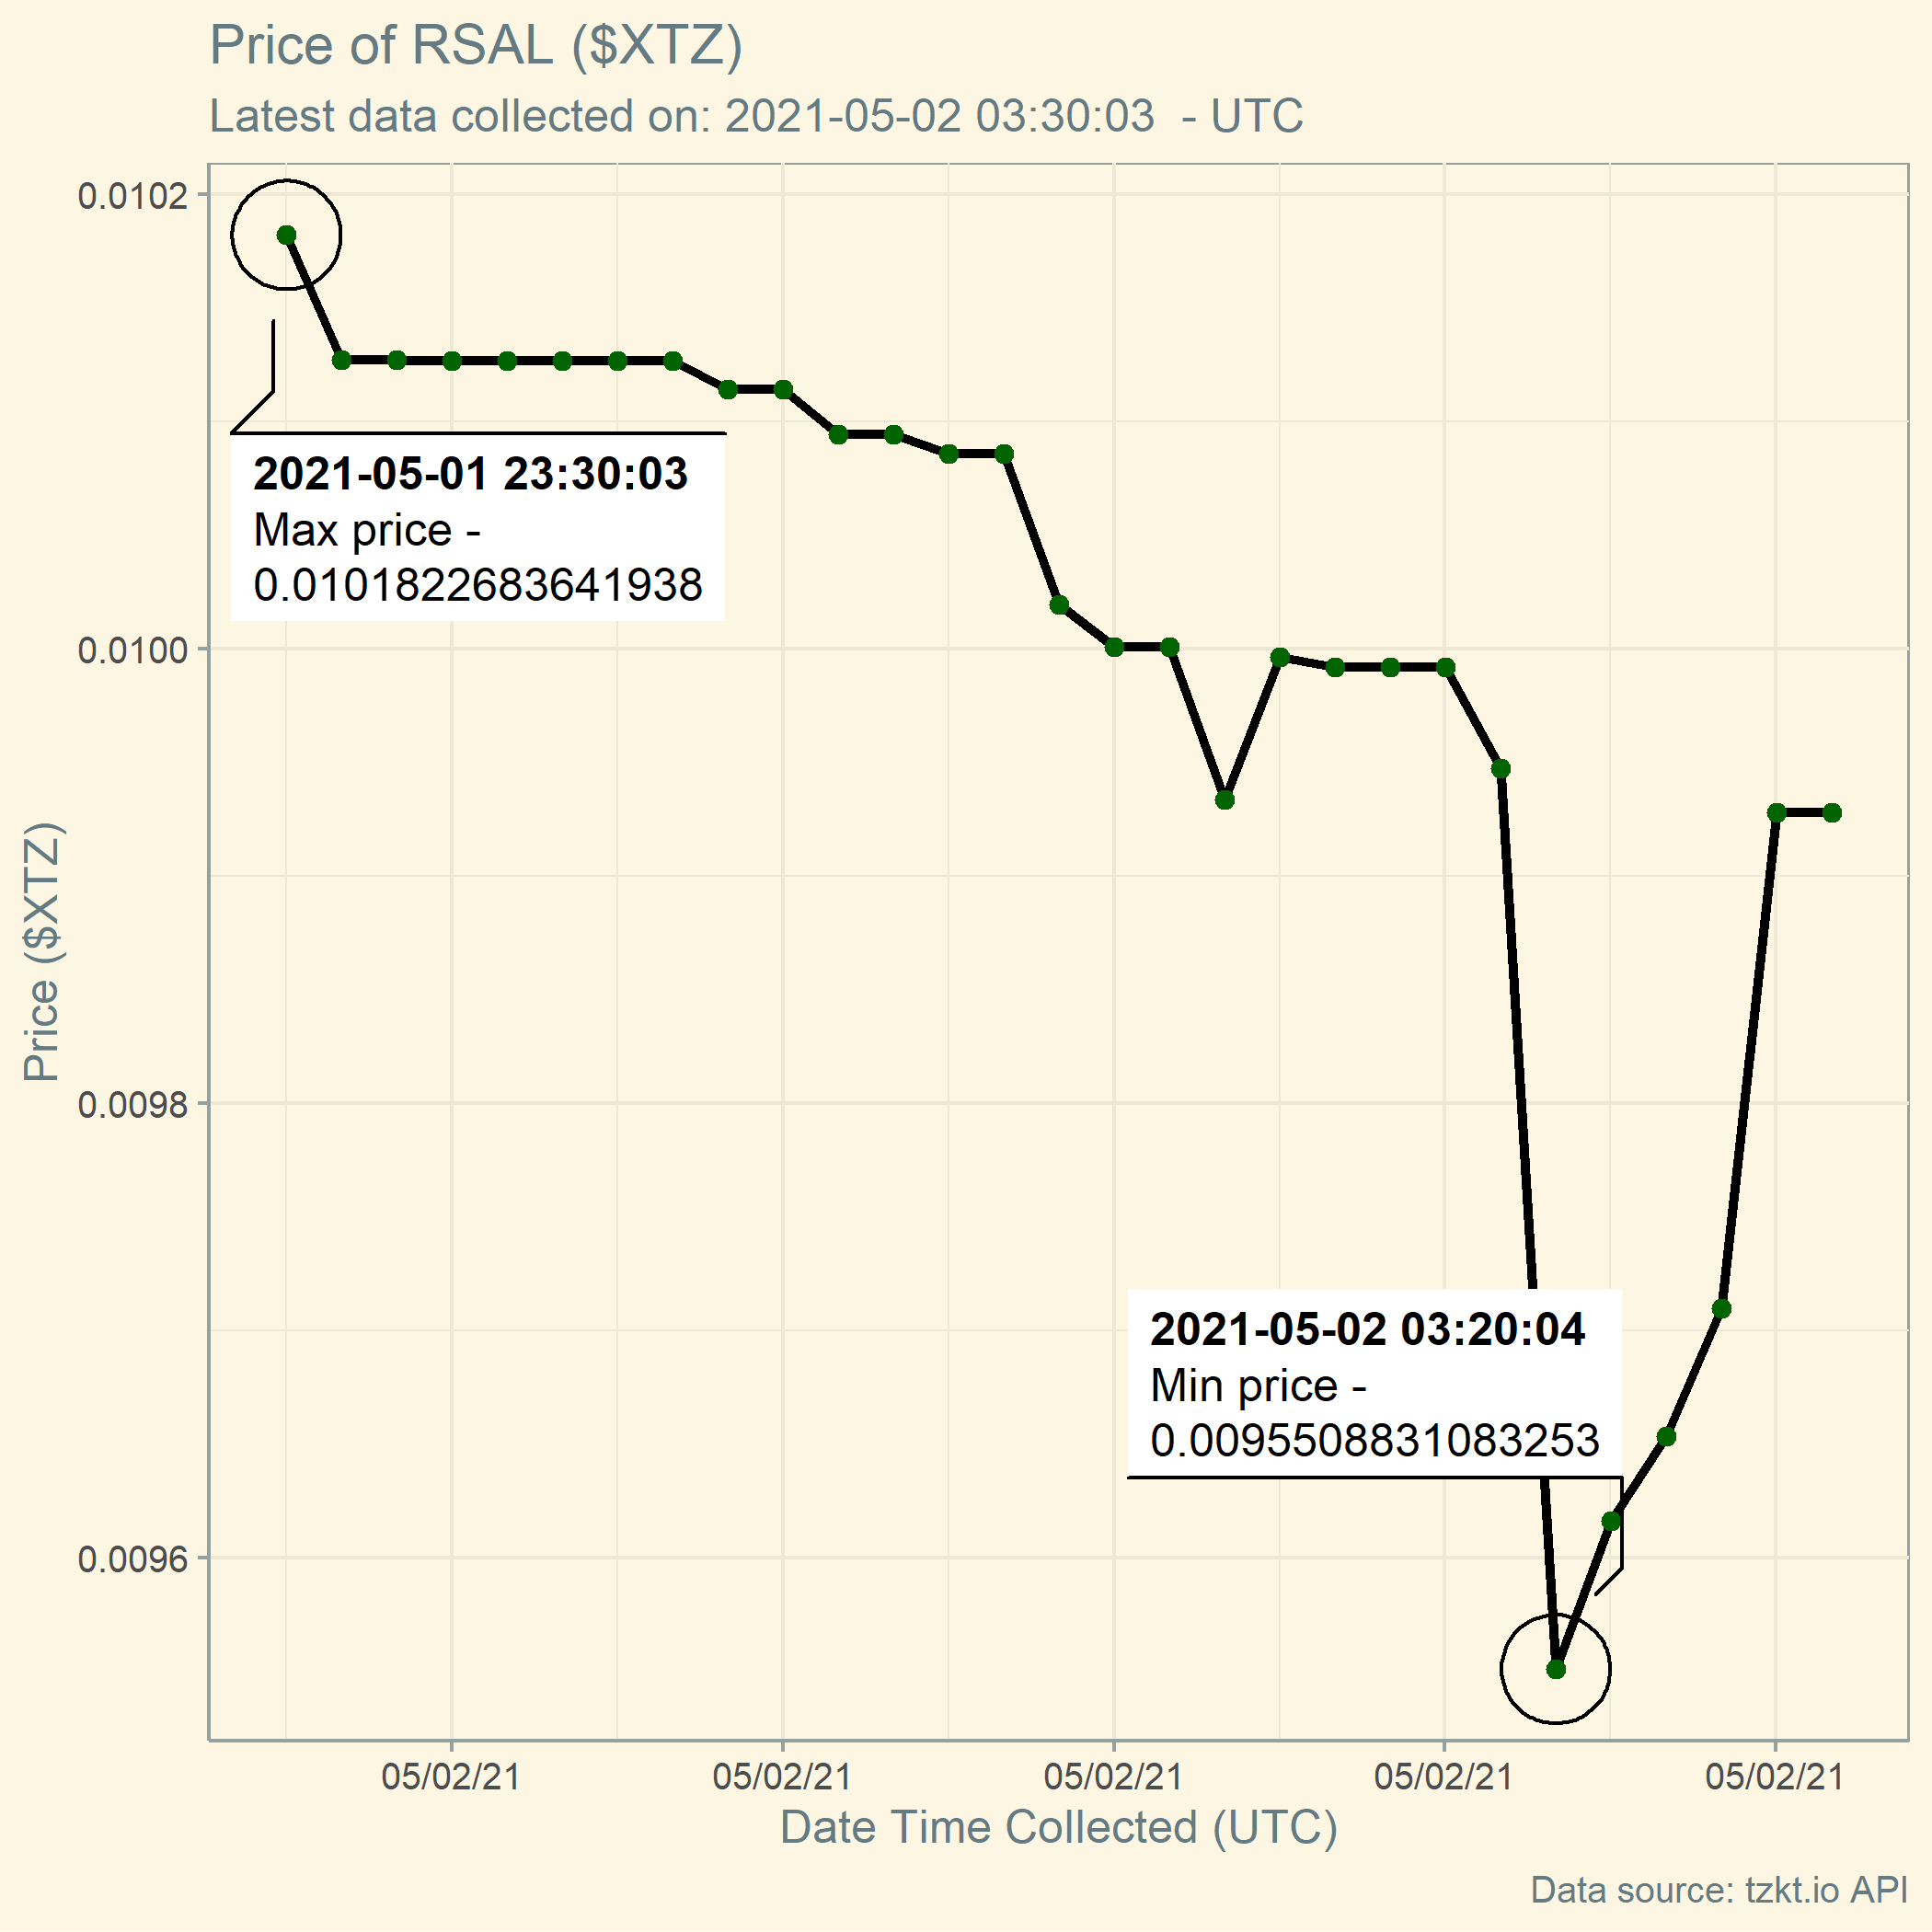 Price of RSAL ($XTZ)
Latest data collected on: 2021-05-02 03:30:03  - UTC
0.0102
2021-05-01 23:30:03
Max price -
0.0101822683641938
0.0100
Price ($XTZ)
0.0098
2021-05-02 03:20:04
Min price -
0.0095508831083253
0.0096
05/02/21 05/02/21 05/02/21 05/02/21 05/02/21
Date Time Collected (UTC)
Data source: tzkt.io API